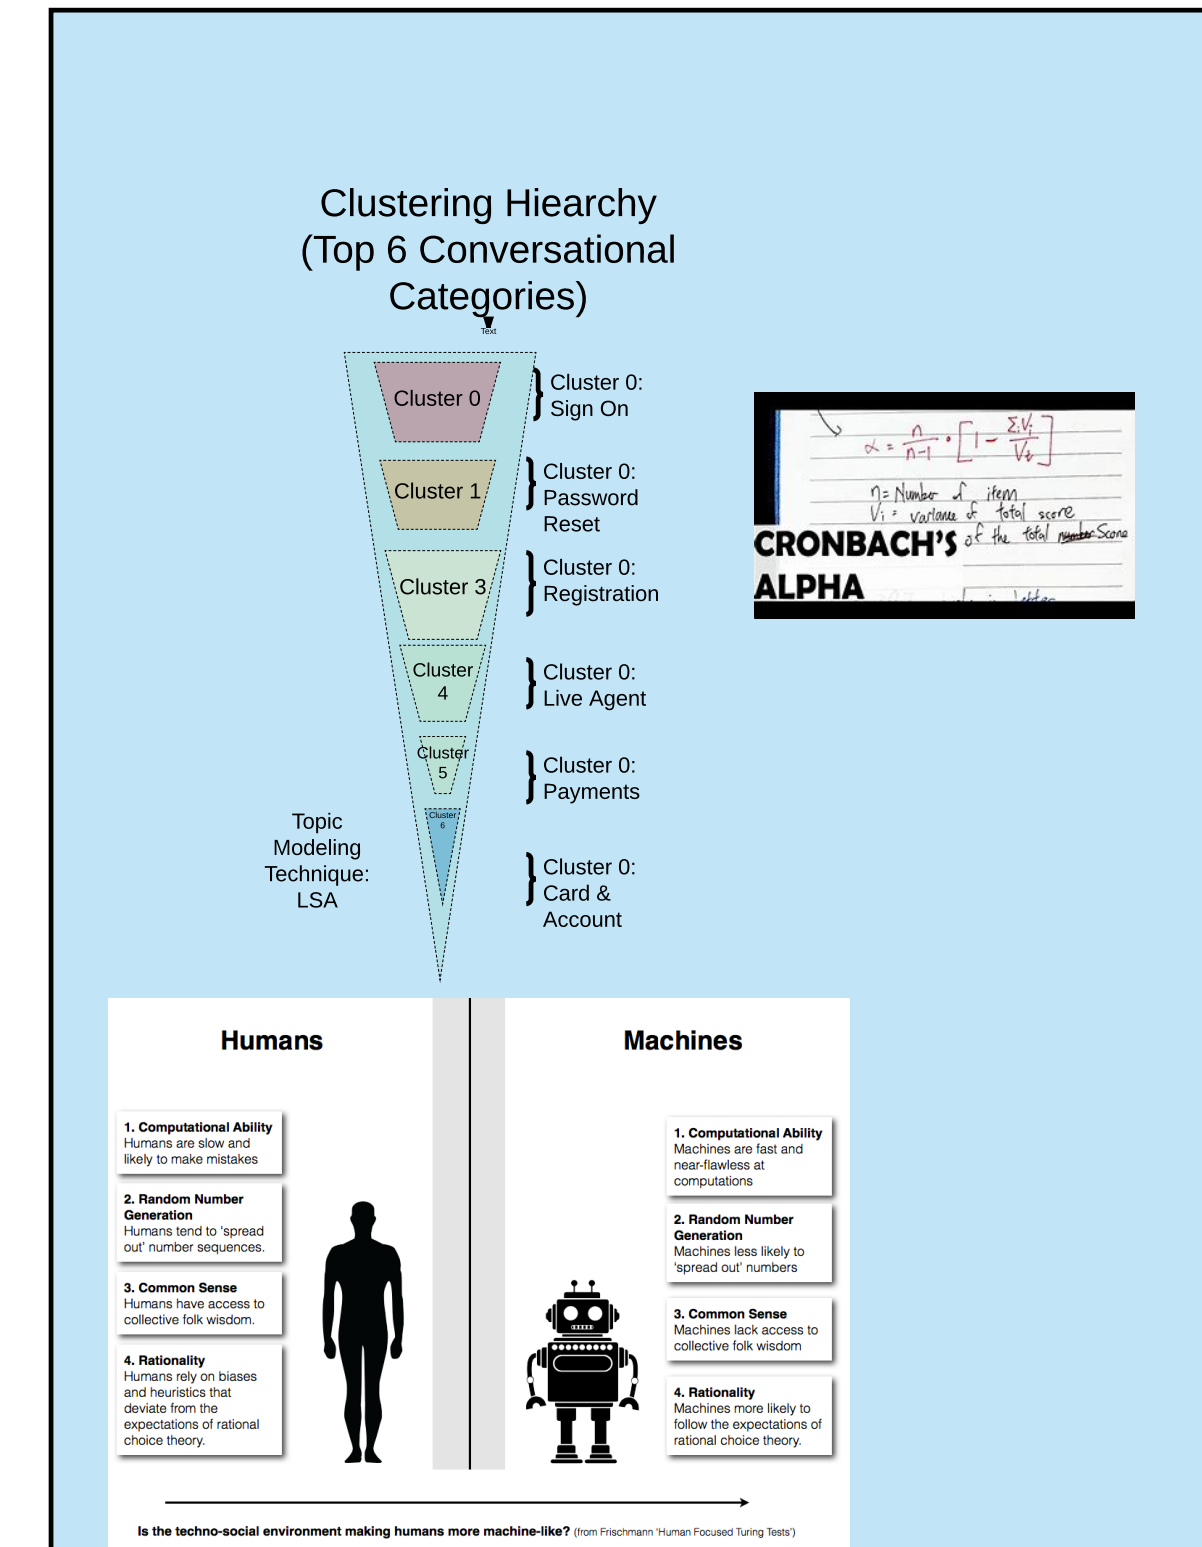 Clustering Hiearchy
(Top 6 Conversational
Categories)
Text
Cluster 0
Cluster 0:
Sign On
Cluster 1
Cluster 0:
Password
Reset
Cluster 3
Cluster 0:
Registration
Cluster
4
Cluster 0:
Live Agent
Cluster
5
Cluster 0:
Payments
Cluster
6
Cluster 0:
Card &
Account
Topic
Modeling
Technique:
LSA
α = n/n-1 · [1 - ΣVi/Vt]
n = Number of item
Vi = variance of total score
of the total Score
CRONBACH'S
ALPHA
Humans
1. Computational Ability
Humans are slow and
likely to make mistakes
2. Random Number
Generation
Humans tend to 'spread
out' number sequences.
3. Common Sense
Humans have access to
collective folk wisdom.
4. Rationality
Humans rely on biases
and heuristics that
deviate from the
expectations of rational
choice theory.
Machines
1. Computational Ability
Machines are fast and
near-flawless at
computations
2. Random Number
Generation
Machines less likely to
'spread out' numbers
3. Common Sense
Machines lack access to
collective folk wisdom
4. Rationality
Machines more likely to
follow the expectations of
rational choice theory.
Is the techno-social environment making humans more machine-like? (from Frischmann 'Human Focused Turing Tests')